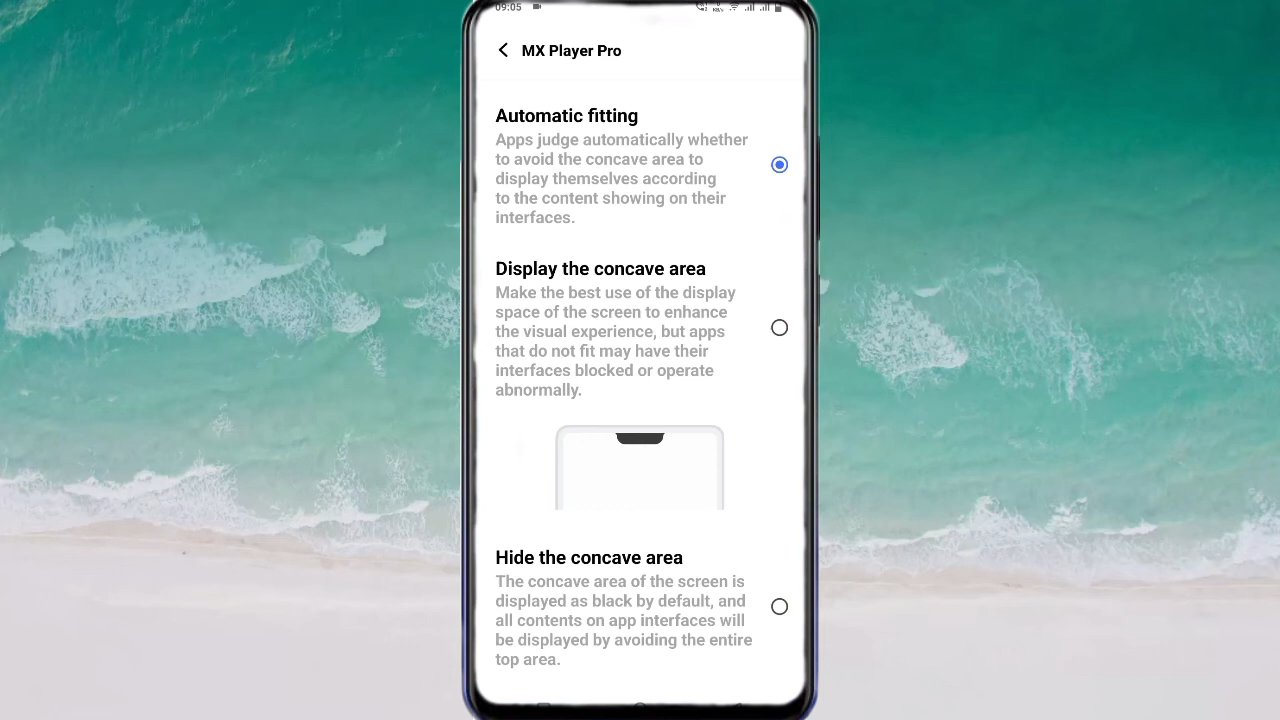 09:05
MX Player Pro
Automatic fitting
Apps judge automatically whether
to avoid the concave area to
display themselves according
to the content showing on their
interfaces.
Display the concave area
Make the best use of the display
space of the screen to enhance
the visual experience, but apps
that do not fit may have their
interfaces blocked or operate
abnormally.
Hide the concave area
The concave area of the screen is
displayed as black by default, and
all contents on app interfaces will
be displayed by avoiding the entire
top area.